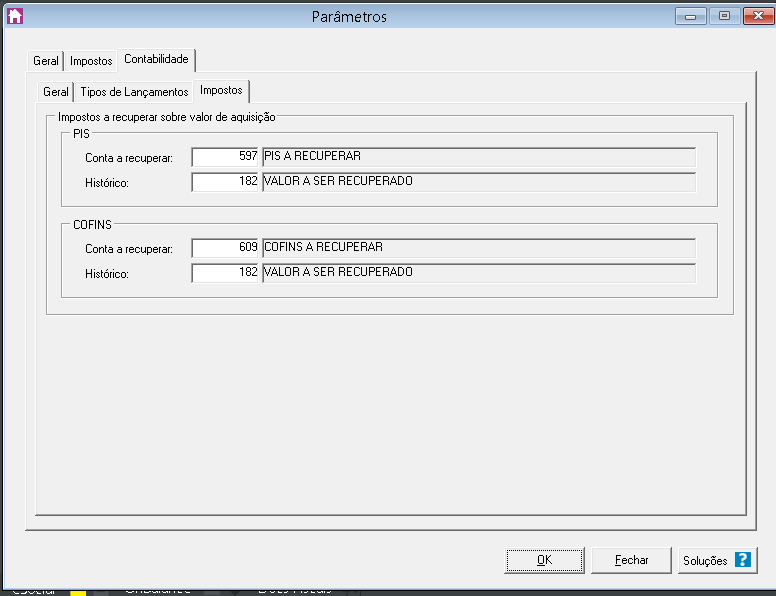 Parâmetros
Geral Impostos Contabilidade
Geral Tipos de Lançamentos Impostos
Impostos a recuperar sobre valor de aquisição
PIS
Conta a recuperar: 597 PIS A RECUPERAR
Histórico: 182 VALOR A SER RECUPERADO
COFINS
Conta a recuperar: 609 COFINS A RECUPERAR
Histórico: 182 VALOR A SER RECUPERADO
OK Fechar Soluções ?